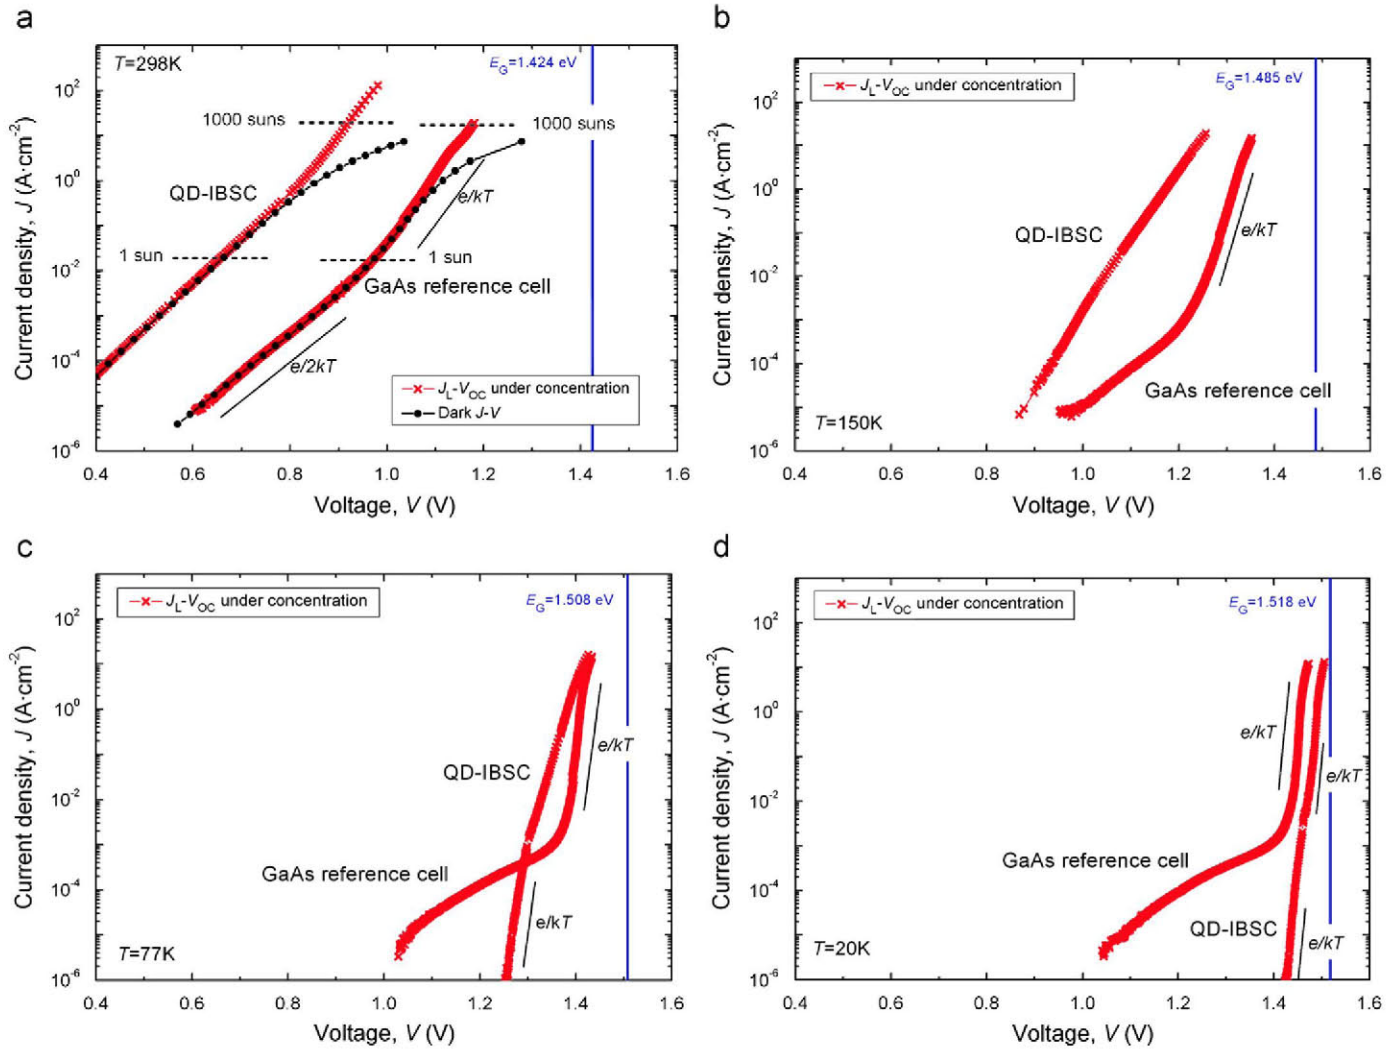 a
T=298K
E_G=1.424 eV
10^2
10^0
10^-2
10^-4
10^-6
Current density, J (A·cm^-2)
1000 suns
1000 suns
QD-IBSC
e/kT
1 sun
1 sun
GaAs reference cell
e/2kT
J_L-V_OC under concentration
Dark J-V
0.4 0.6 0.8 1.0 1.2 1.4 1.6
Voltage, V (V)
b
J_L-V_OC under concentration
E_G=1.485 eV
10^2
10^0
10^-2
10^-4
10^-6
Current density, J (A·cm^-2)
QD-IBSC
e/kT
GaAs reference cell
T=150K
0.4 0.6 0.8 1.0 1.2 1.4 1.6
Voltage, V (V)
c
J_L-V_OC under concentration
E_G=1.508 eV
10^2
10^0
10^-2
10^-4
10^-6
Current density, J (A·cm^-2)
e/kT
QD-IBSC
GaAs reference cell
e/kT
T=77K
0.4 0.6 0.8 1.0 1.2 1.4 1.6
Voltage, V (V)
d
J_L-V_OC under concentration
E_G=1.518 eV
10^2
10^0
10^-2
10^-4
10^-6
Current density, J (A·cm^-2)
e/kT
e/kT
GaAs reference cell
QD-IBSC
e/kT
T=20K
0.4 0.6 0.8 1.0 1.2 1.4 1.6
Voltage, V (V)